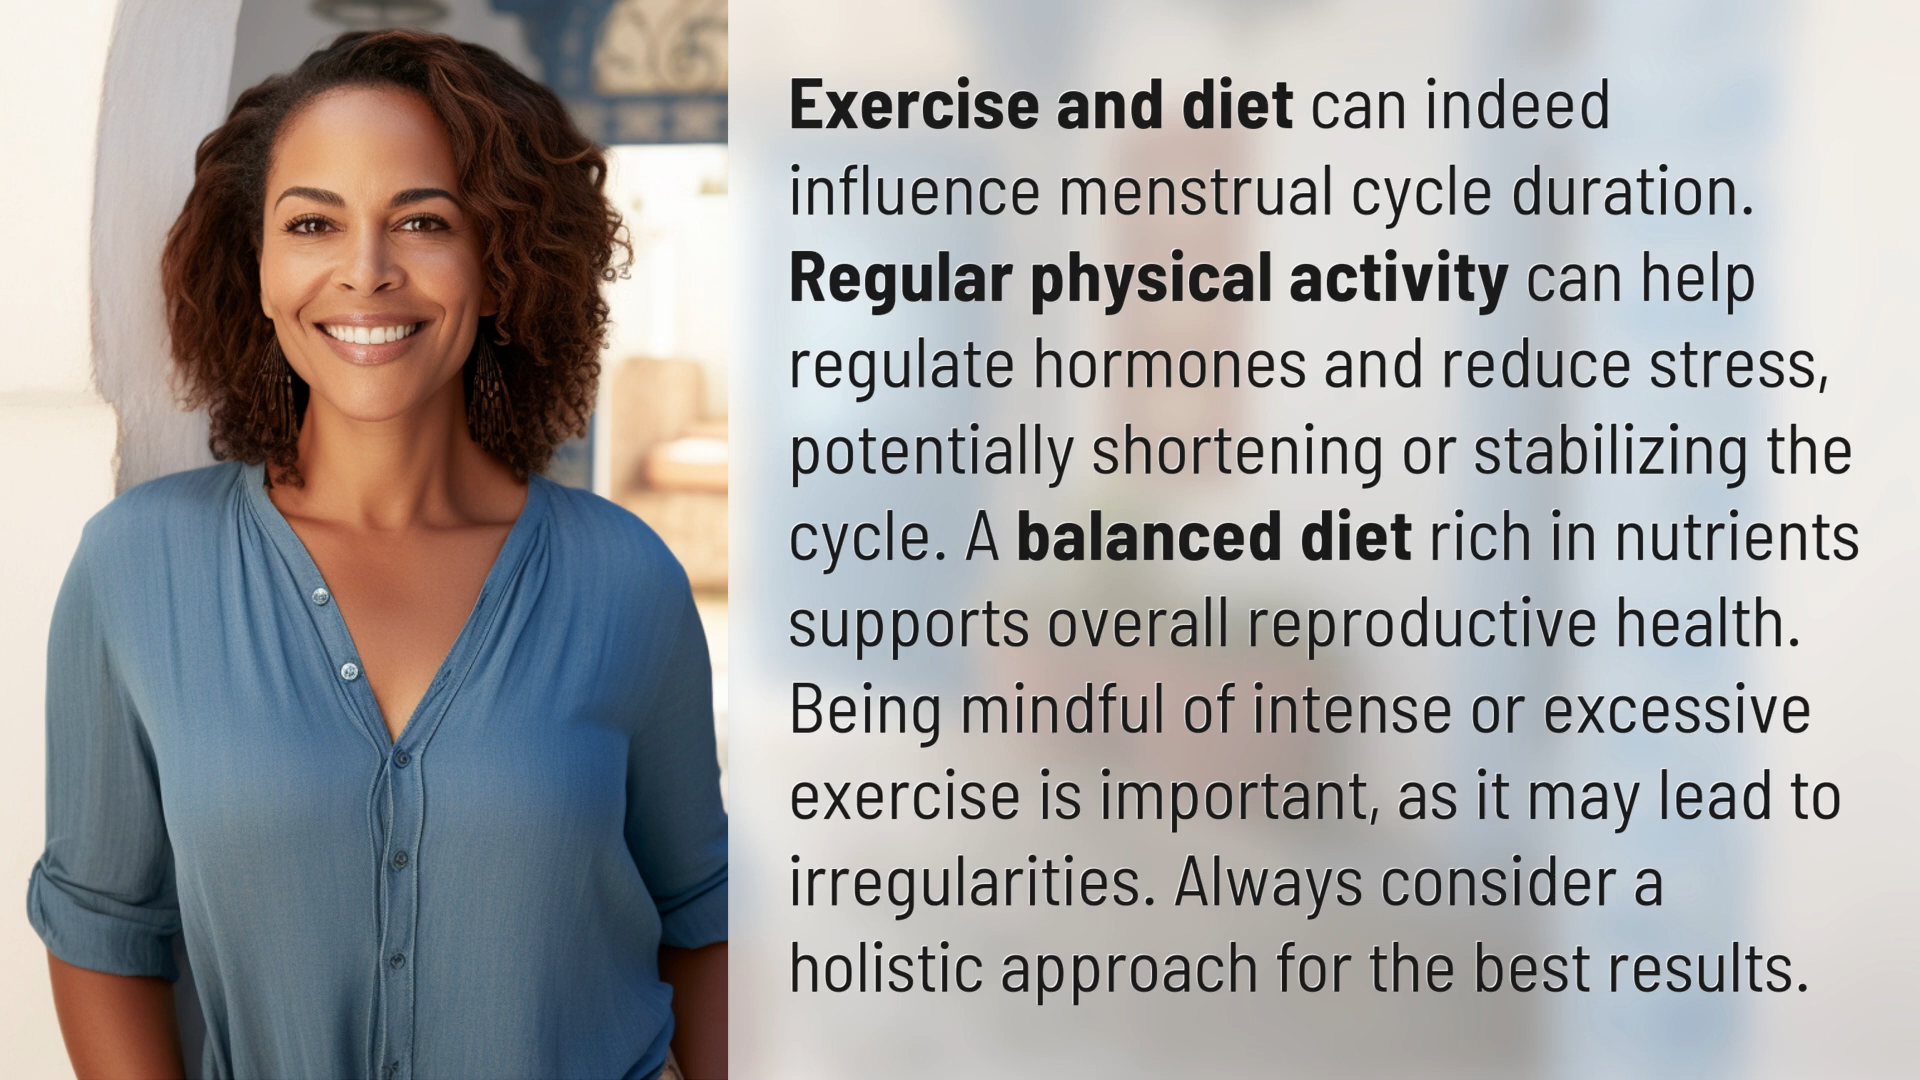 Exercise and diet can indeed
influence menstrual cycle duration.
Regular physical activity can help
regulate hormones and reduce stress,
potentially shortening or stabilizing the
cycle. A balanced diet rich in nutrients
supports overall reproductive health.
Being mindful of intense or excessive
exercise is important, as it may lead to
irregularities. Always consider a
holistic approach for the best results.